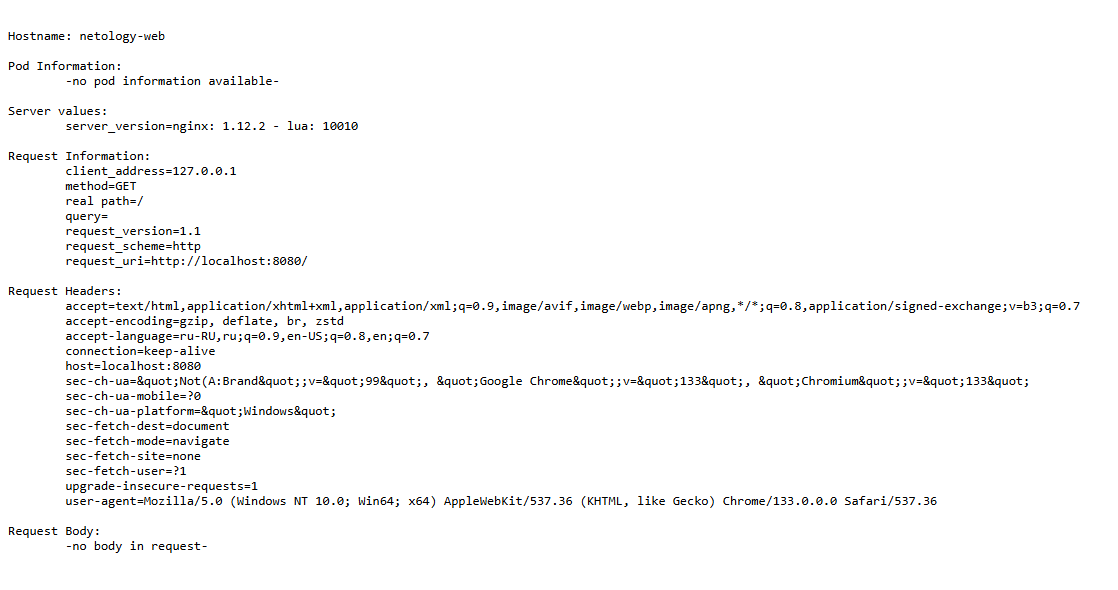 Hostname: netology-web
Pod Information:
-no pod information available-
Server values:
server_version=nginx: 1.12.2 - lua: 10010
Request Information:
client_address=127.0.0.1
method=GET
real path=/
query=
request_version=1.1
request_scheme=http
request_uri=http://localhost:8080/
Request Headers:
accept=text/html,application/xhtml+xml,application/xml;q=0.9,image/avif,image/webp,image/apng,*/*;q=0.8,application/signed-exchange;v=b3;q=0.7
accept-encoding=gzip, deflate, br, zstd
accept-language=ru-RU,ru;q=0.9,en-US;q=0.8,en;q=0.7
connection=keep-alive
host=localhost:8080
sec-ch-ua=&quot;Not(A:Brand&quot;;v=&quot;99&quot;, &quot;Google Chrome&quot;;v=&quot;133&quot;, &quot;Chromium&quot;;v=&quot;133&quot;
sec-ch-ua-mobile=?0
sec-ch-ua-platform=&quot;Windows&quot;
sec-fetch-dest=document
sec-fetch-mode=navigate
sec-fetch-site=none
sec-fetch-user=?1
upgrade-insecure-requests=1
user-agent=Mozilla/5.0 (Windows NT 10.0; Win64; x64) AppleWebKit/537.36 (KHTML, like Gecko) Chrome/133.0.0.0 Safari/537.36
Request Body:
-no body in request-